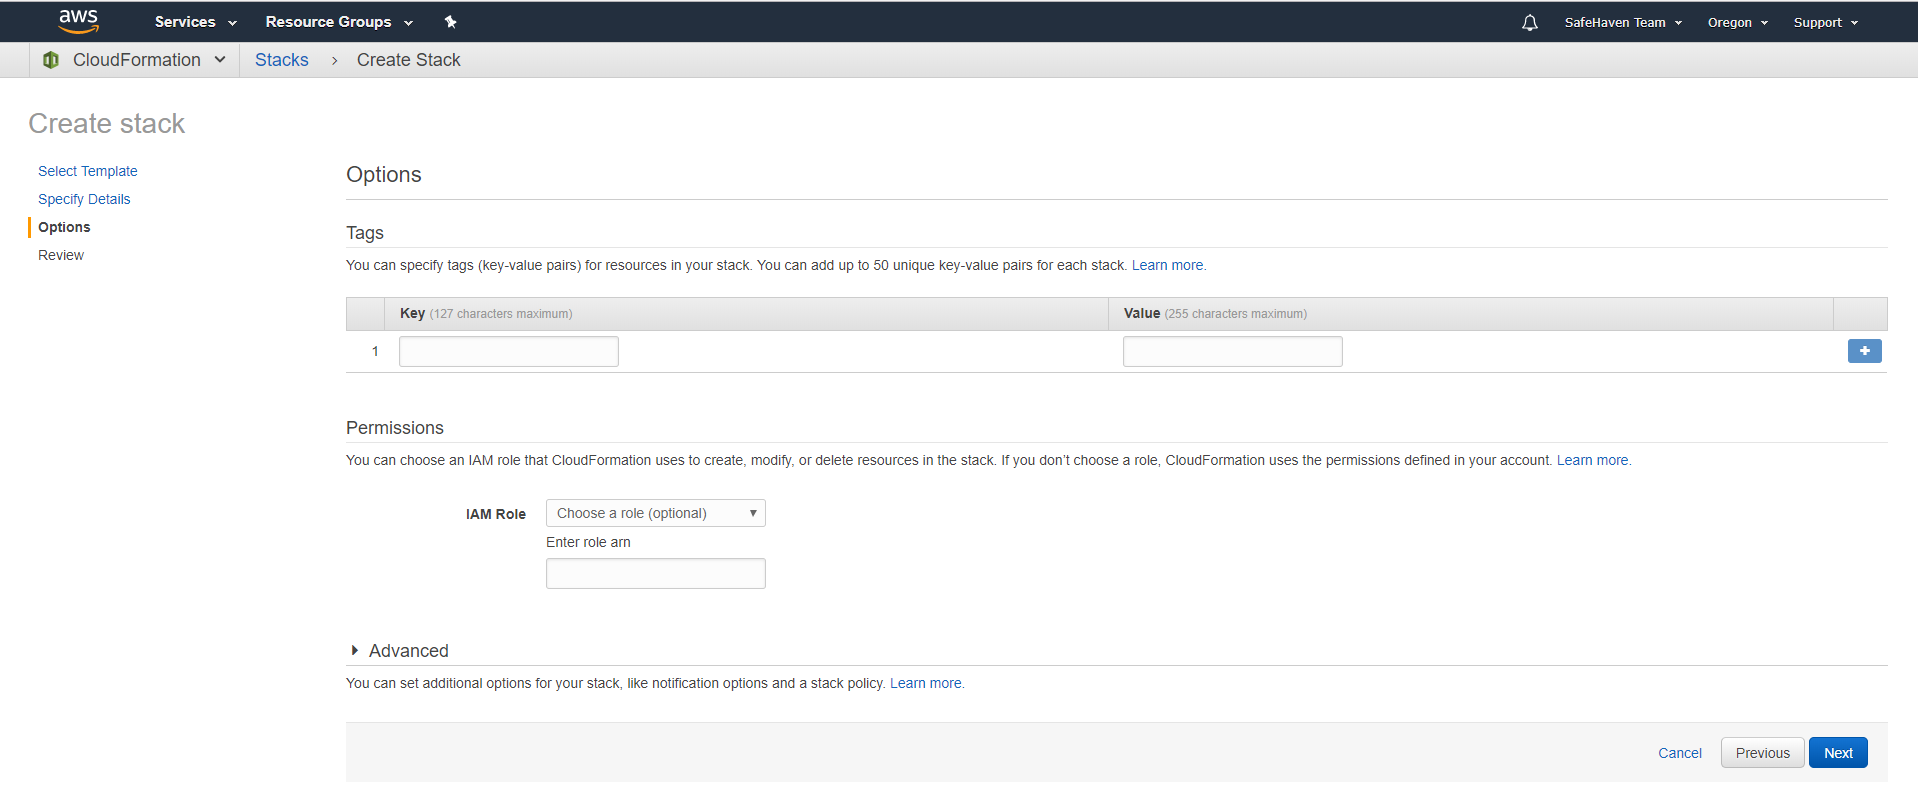 aws Services Resource Groups SafeHaven Team Oregon Support
CloudFormation Stacks › Create Stack
Create stack
Select Template
Specify Details
Options
Review
Options
Tags
You can specify tags (key-value pairs) for resources in your stack. You can add up to 50 unique key-value pairs for each stack. Learn more.
Key (127 characters maximum) Value (255 characters maximum)
1
Permissions
You can choose an IAM role that CloudFormation uses to create, modify, or delete resources in the stack. If you don’t choose a role, CloudFormation uses the permissions defined in your account. Learn more.
IAM Role Choose a role (optional)
Enter role arn
Advanced
You can set additional options for your stack, like notification options and a stack policy. Learn more.
Cancel Previous Next